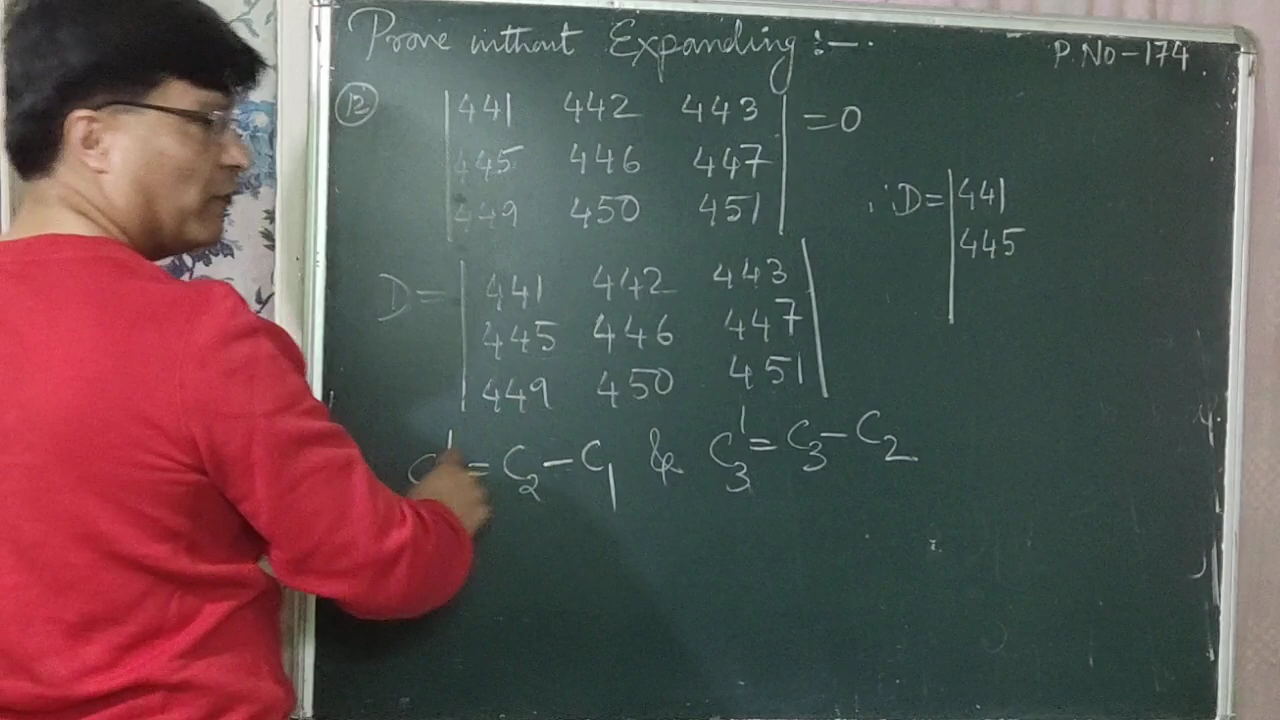 Prove without Expanding :—.
P. No - 174.
12 | 441 442 443 | = 0
| 445 446 447 |
| 449 450 451 |
∴ D = | 441
| 445
D = | 441 442 443 |
| 445 446 447 |
| 449 450 451 |
C' = C₂ - C₁ & C₃' = C₃ - C₂